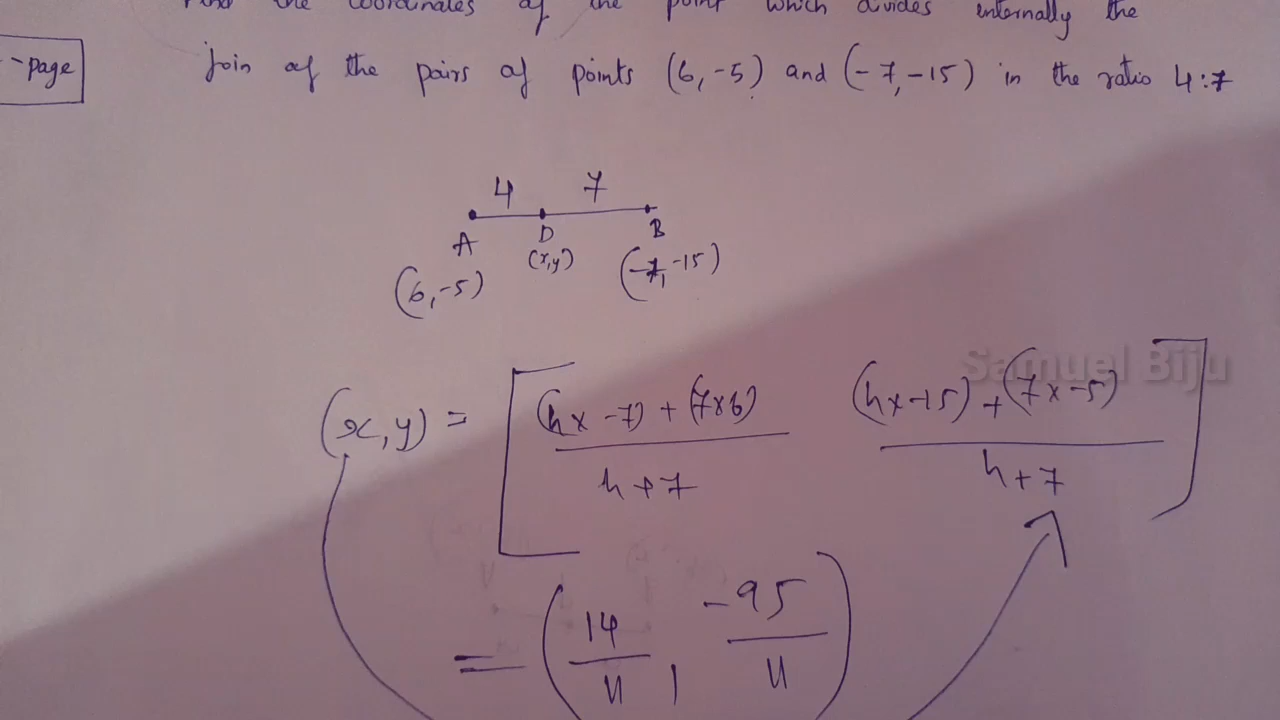 Find the coordinates of the point which divides internally the
-page
join of the pairs of points (6,-5) and (-7,-15) in the ratio 4:7
4 7
A D B
(6,-5) (x,y) (-7,-15)
Samuel Biju
(x,y) = [(4x -7) + (7x6) / 4+7 (4x-15) + (7x-5) / 4+7]
= (14/11, -95/11)